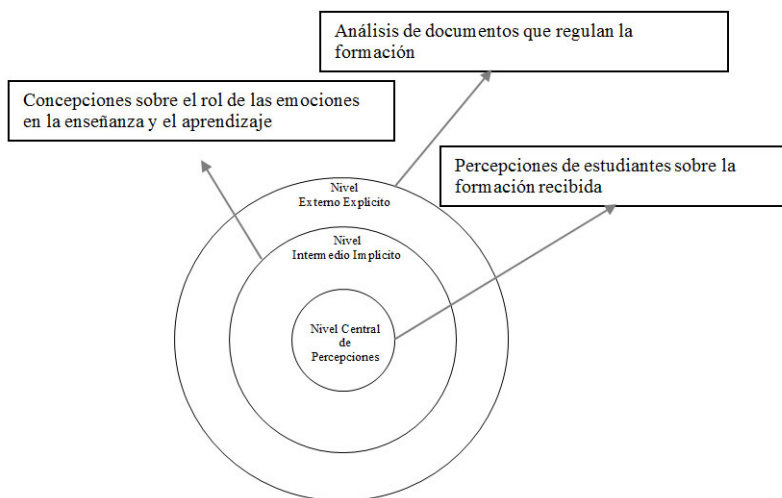 Análisis de documentos que regulan la
formación
Concepciones sobre el rol de las emociones
en la enseñanza y el aprendizaje
Percepciones de estudiantes sobre la
formación recibida
Nivel
Externo Explícito
Nivel
Intermedio Implícito
Nivel Central
de
Percepciones